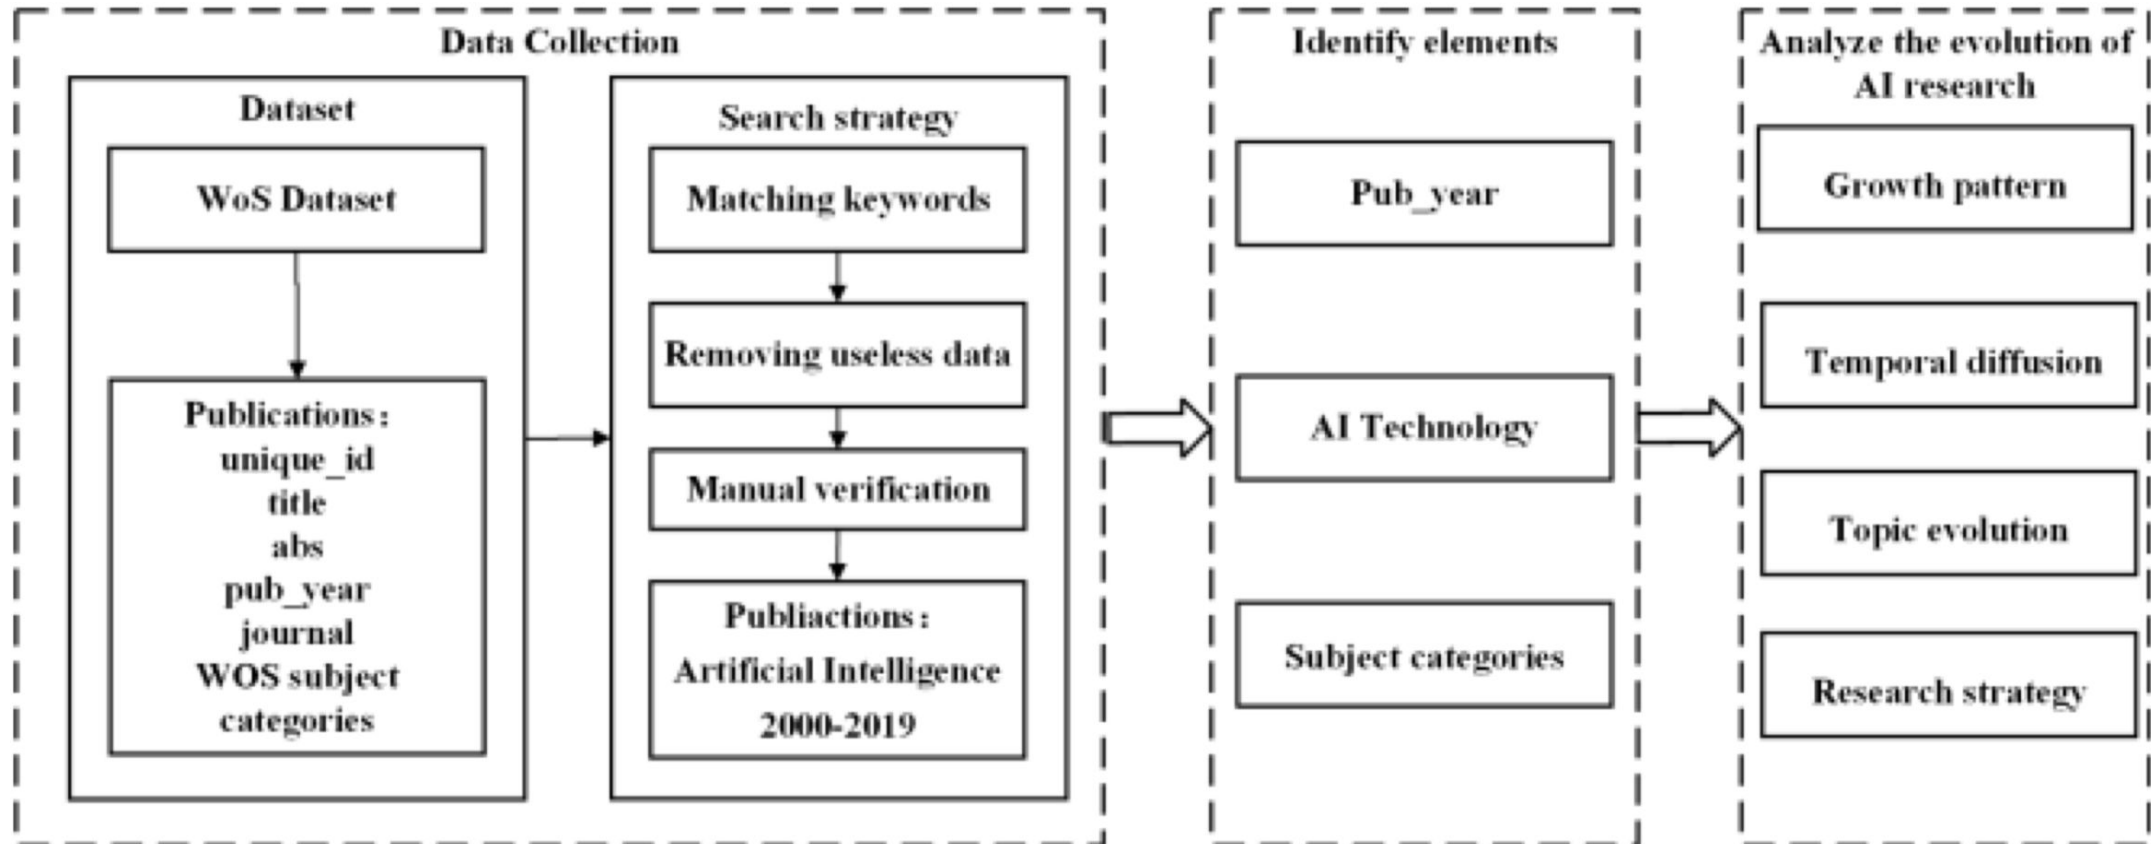 Data Collection
Dataset
WoS Dataset
Publications：
unique_id
title
abs
pub_year
journal
WOS subject
categories
Search strategy
Matching keywords
Removing useless data
Manual verification
Publiactions：
Artificial Intelligence
2000-2019
Identify elements
Pub_year
AI Technology
Subject categories
Analyze the evolution of
AI research
Growth pattern
Temporal diffusion
Topic evolution
Research strategy